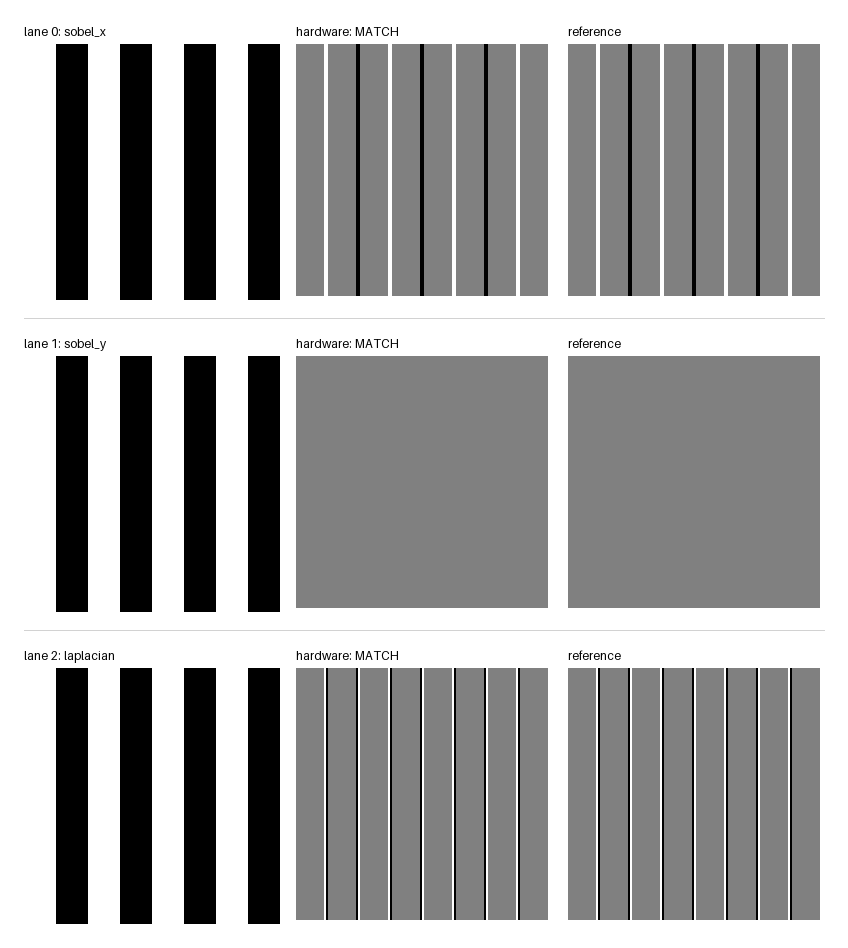 lane 0: sobel_x
hardware: MATCH
reference
lane 1: sobel_y
hardware: MATCH
reference
lane 2: laplacian
hardware: MATCH
reference